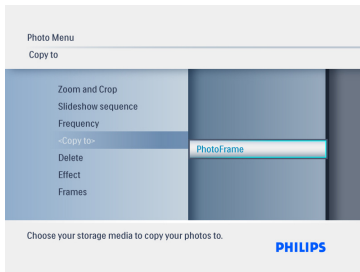 Photo Menu
Copy to
Zoom and Crop
Slideshow sequence
Frequency
<Copy to>
PhotoFrame
Delete
Effect
Frames
Choose your storage media to copy your photos to.
PHILIPS